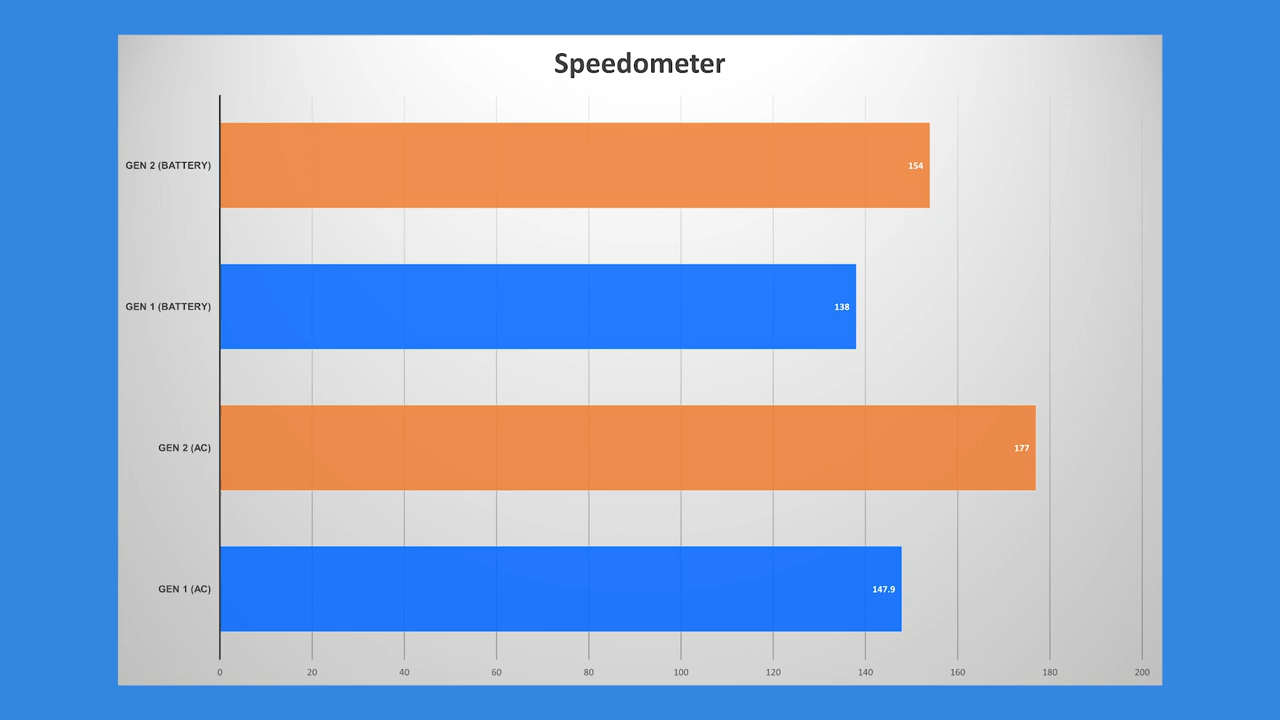 Speedometer
GEN 2 (BATTERY)
154
GEN 1 (BATTERY)
138
GEN 2 (AC)
177
GEN 1 (AC)
147.9
0 20 40 60 80 100 120 140 160 180 200